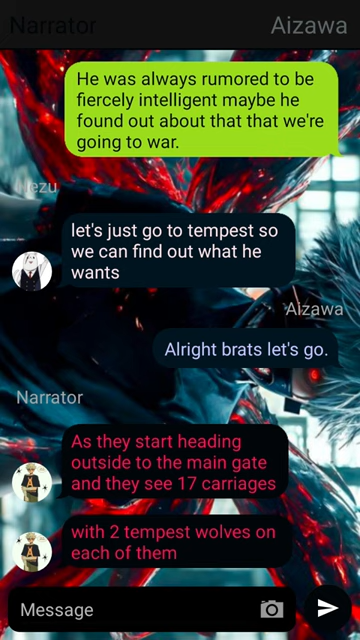 Narrator
Aizawa
He was always rumored to be
fiercely intelligent maybe he
found out about that that we're
going to war.
Nezu
let's just go to tempest so
we can find out what he
wants
Aizawa
Alright brats let's go.
Narrator
As they start heading
outside to the main gate
and they see 17 carriages
with 2 tempest wolves on
each of them
Message